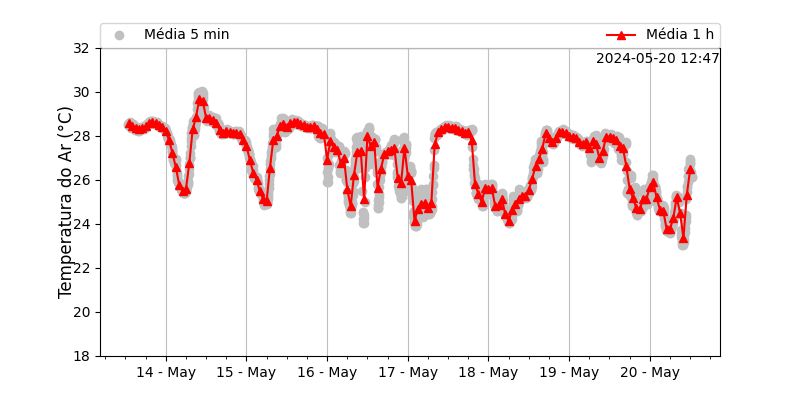 Média 5 min
Média 1 h
2024-05-20 12:47
Temperatura do Ar (°C)
32
30
28
26
24
22
20
18
14 - May
15 - May
16 - May
17 - May
18 - May
19 - May
20 - May